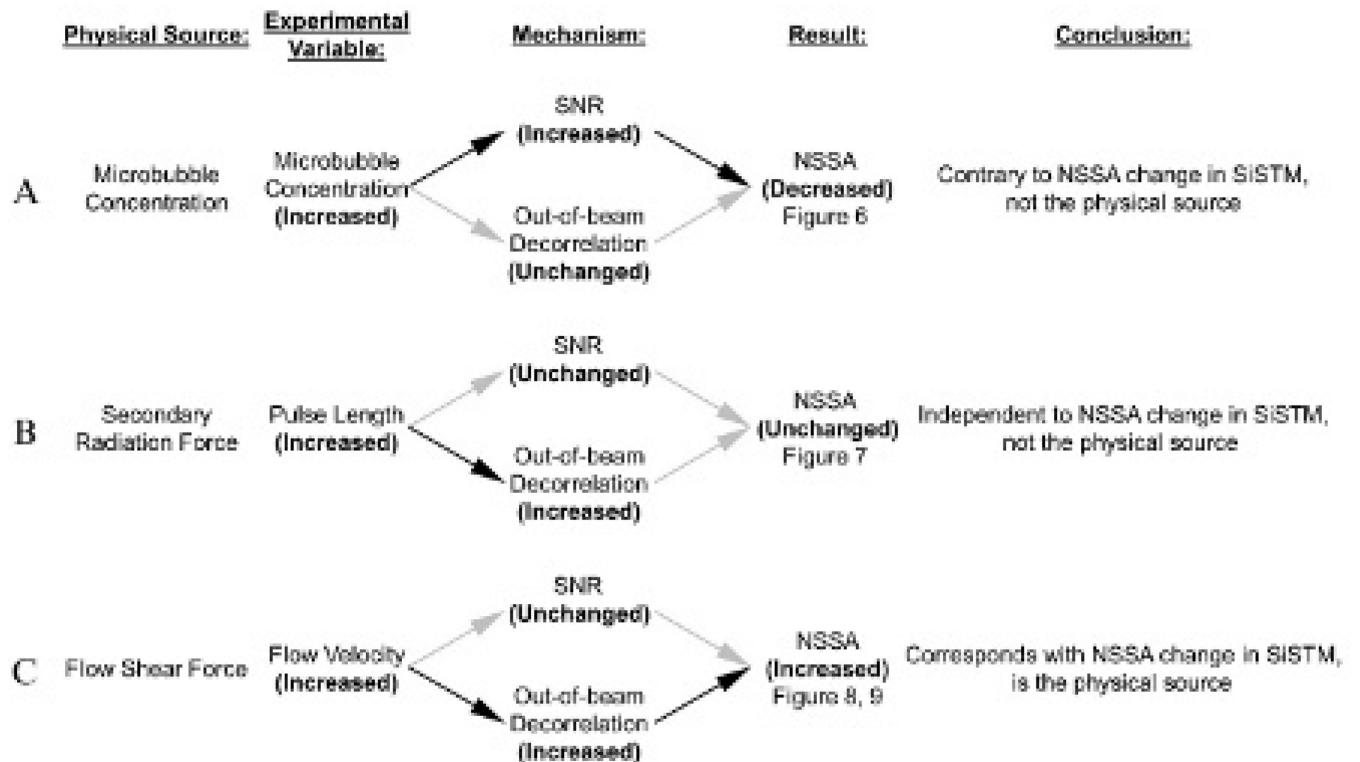 Physical Source:
Experimental
Variable:
Mechanism:
Result:
Conclusion:
A
Microbubble
Concentration
Microbubble
Concentration
(Increased)
SNR
(Increased)
Out-of-beam
Decorrelation
(Unchanged)
NSSA
(Decreased)
Figure 6
Contrary to NSSA change in SiSTM,
not the physical source
B
Secondary
Radiation Force
Pulse Length
(Increased)
SNR
(Unchanged)
Out-of-beam
Decorrelation
(Increased)
NSSA
(Unchanged)
Figure 7
Independent to NSSA change in SiSTM,
not the physical source
C
Flow Shear Force
Flow Velocity
(Increased)
SNR
(Unchanged)
Out-of-beam
Decorrelation
(Increased)
NSSA
(Increased)
Figure 8, 9
Corresponds with NSSA change in SiSTM,
is the physical source